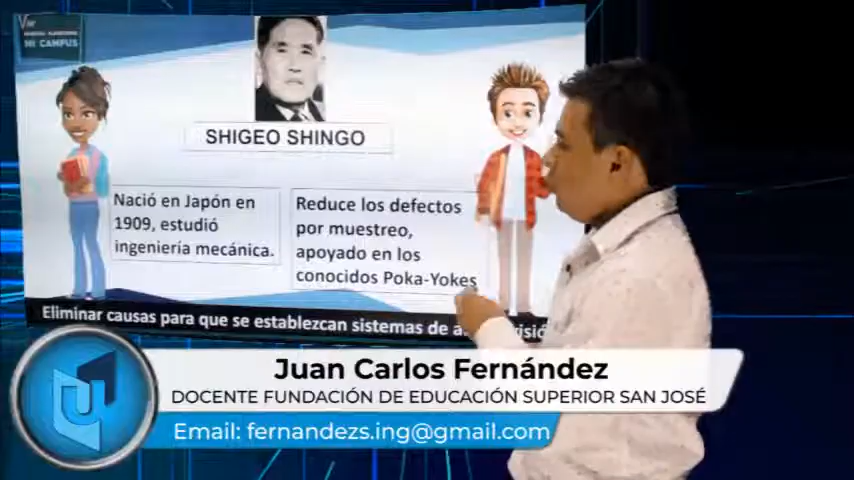 MI CAMPUS
SHIGEO SHINGO
Nació en Japón en
1909, estudió
ingeniería mecánica.
Reduce los defectos
por muestreo,
apoyado en los
conocidos Poka-Yokes
Eliminar causas para que se establezcan sistemas de
Juan Carlos Fernández
DOCENTE FUNDACIÓN DE EDUCACIÓN SUPERIOR SAN JOSÉ
Email: fernandezs.ing@gmail.com